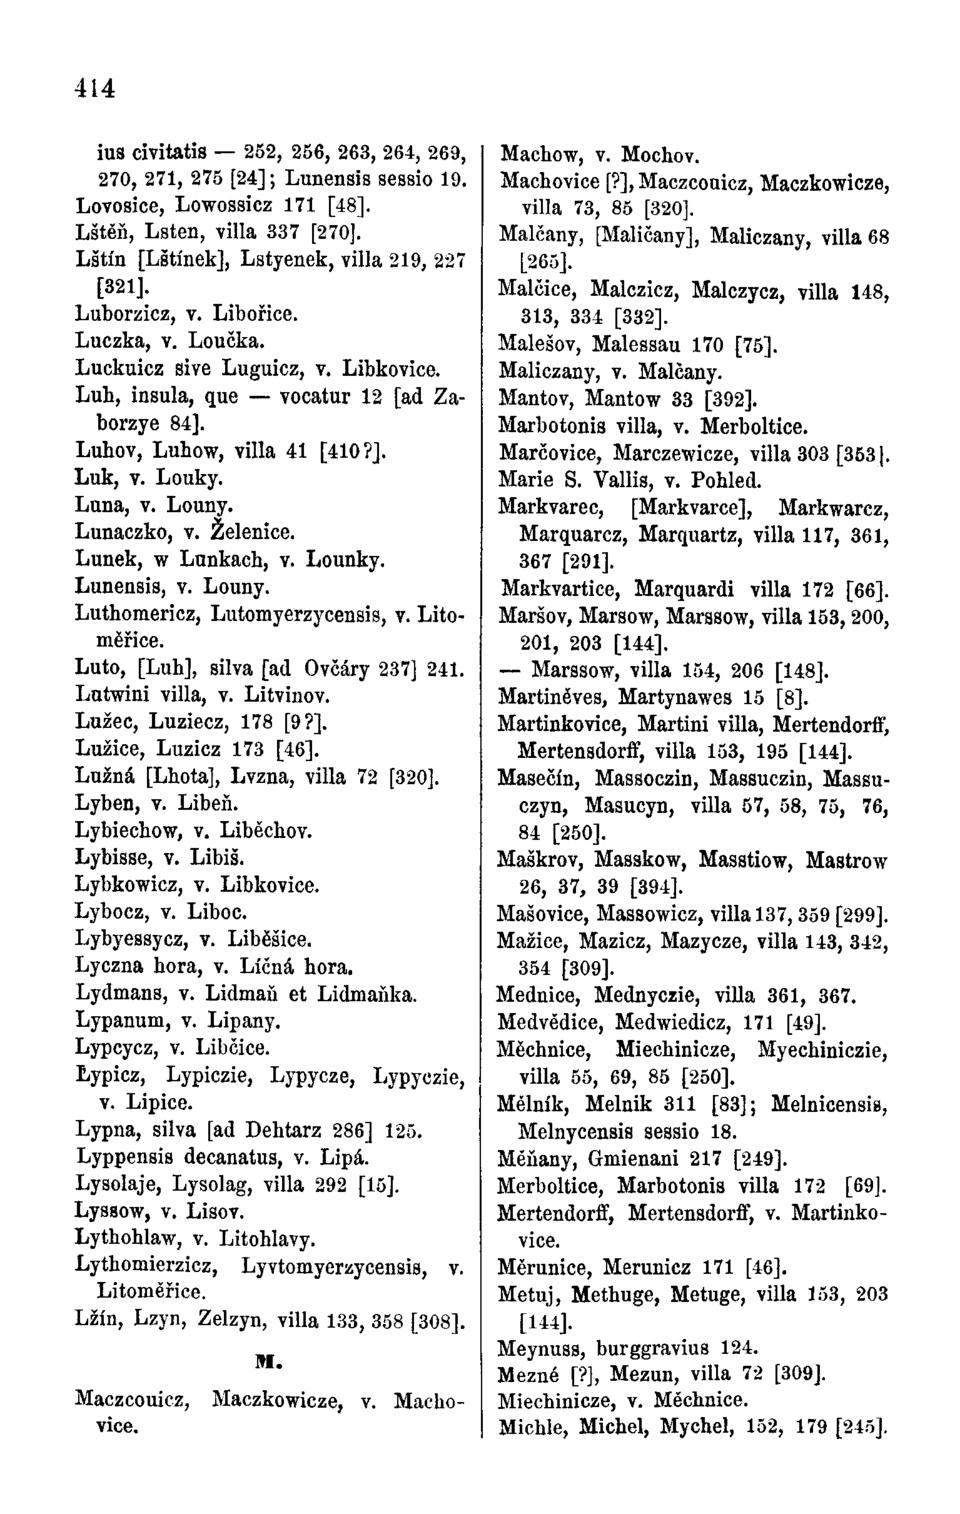 414
ius civitatis — 252, 256, 263, 264, 269,
270, 271, 275 [24]; Lunensis sessio 19.
Lovosice, Lowossicz 171 [48].
Lštěň, Lsten, villa 337 [270].
Lštín [Lštínek], Lstyenek, villa 219, 227
[321].
Luborzicz, v. Libořice.
Luczka, v. Loučka.
Luckuicz sive Luguicz, v. Libkovice.
Luh, insula, que — vocatur 12 [ad Za-
borzye 84].
Luhov, Luhow, villa 41 [410?].
Luk, v. Louky.
Luna, v. Louny.
Lunaczko, v. Želenice.
Lunek, w Lunkach, v. Lounky.
Lunensis, v. Louny.
Luthomericz, Lutomyerzycensis, v. Lito-
měřice.
Luto, [Luh], silva [ad Ovčáry 237] 241.
Lutwini villa, v. Litvinov.
Lužec, Luziecz, 178 [9?].
Lužice, Luzicz 173 [46].
Lužná [Lhota], Lvzna, villa 72 [320].
Lyben, v. Libeň.
Lybiechow, v. Liběchov.
Lybisse, v. Libiš.
Lybkowicz, v. Libkovice.
Lybocz, v. Liboc.
Lybyessycz, v. Liběšice.
Lyczna hora, v. Líčná hora.
Lydmans, v. Lidmaň et Lidmaňka.
Lypanum, v. Lipany.
Lypcycz, v. Libčice.
Lypicz, Lypiczie, Lypycze, Lypyczie,
v. Lipice.
Lypna, silva [ad Dehtarz 286] 125.
Lyppensis decanatus, v. Lipá.
Lysolaje, Lysolag, villa 292 [15].
Lyssow, v. Lisov.
Lythohlaw, v. Litohlavy.
Lythomierzicz, Lyvtomyerzycensis, v.
Litoměřice.
Lžín, Lzyn, Zelzyn, villa 133, 358 [308].
M.
Maczcouicz, Maczkowicze, v. Macho-
vice.
Machow, v. Mochov.
Machovice [?], Maczcouicz, Maczkowicze,
villa 73, 85 [320].
Malčany, [Maličany], Maliczany, villa 68
[265].
Malčice, Malczicz, Malczycz, villa 148,
313, 334 [332].
Malešov, Malessau 170 [75].
Maliczany, v. Malčany.
Mantov, Mantow 33 [392].
Marbotonis villa, v. Merboltice.
Marčovice, Marczewicze, villa 303 [353].
Marie S. Vallis, v. Pohled.
Markvarec, [Markvarce], Markwarcz,
Marquarcz, Marquartz, villa 117, 361,
367 [291].
Markvartice, Marquardi villa 172 [66].
Maršov, Marsow, Marssow, villa 153, 200,
201, 203 [144].
— Marssow, villa 154, 206 [148].
Martiněves, Martynawes 15 [8].
Martinkovice, Martini villa, Mertendorff,
Mertensdorff, villa 153, 195 [144].
Masečín, Massoczin, Massuczin, Massu-
czyn, Masucyn, villa 57, 58, 75, 76,
84 [250].
Maškrov, Masskow, Masstiow, Mastrow
26, 37, 39 [394].
Mašovice, Massowicz, villa 137, 359 [299].
Mažice, Mazicz, Mazycze, villa 143, 342,
354 [309].
Mednice, Mednyczie, villa 361, 367.
Medvědice, Medwiedicz, 171 [49].
Měchnice, Miechinicze, Myechiniczie,
villa 55, 69, 85 [250].
Mělník, Melnik 311 [83]; Melnicensis,
Melnycensis sessio 18.
Měňany, Gmienani 217 [249].
Merboltice, Marbotonis villa 172 [69].
Mertendorff, Mertensdorff, v. Martinko-
vice.
Měrunice, Merunicz 171 [46].
Metuj, Methuge, Metuge, villa 153, 203
[144].
Meynuss, burggravius 124.
Mezné [?], Mezun, villa 72 [309].
Miechinicze, v. Měchnice.
Michle, Michel, Mychel, 152, 179 [245].